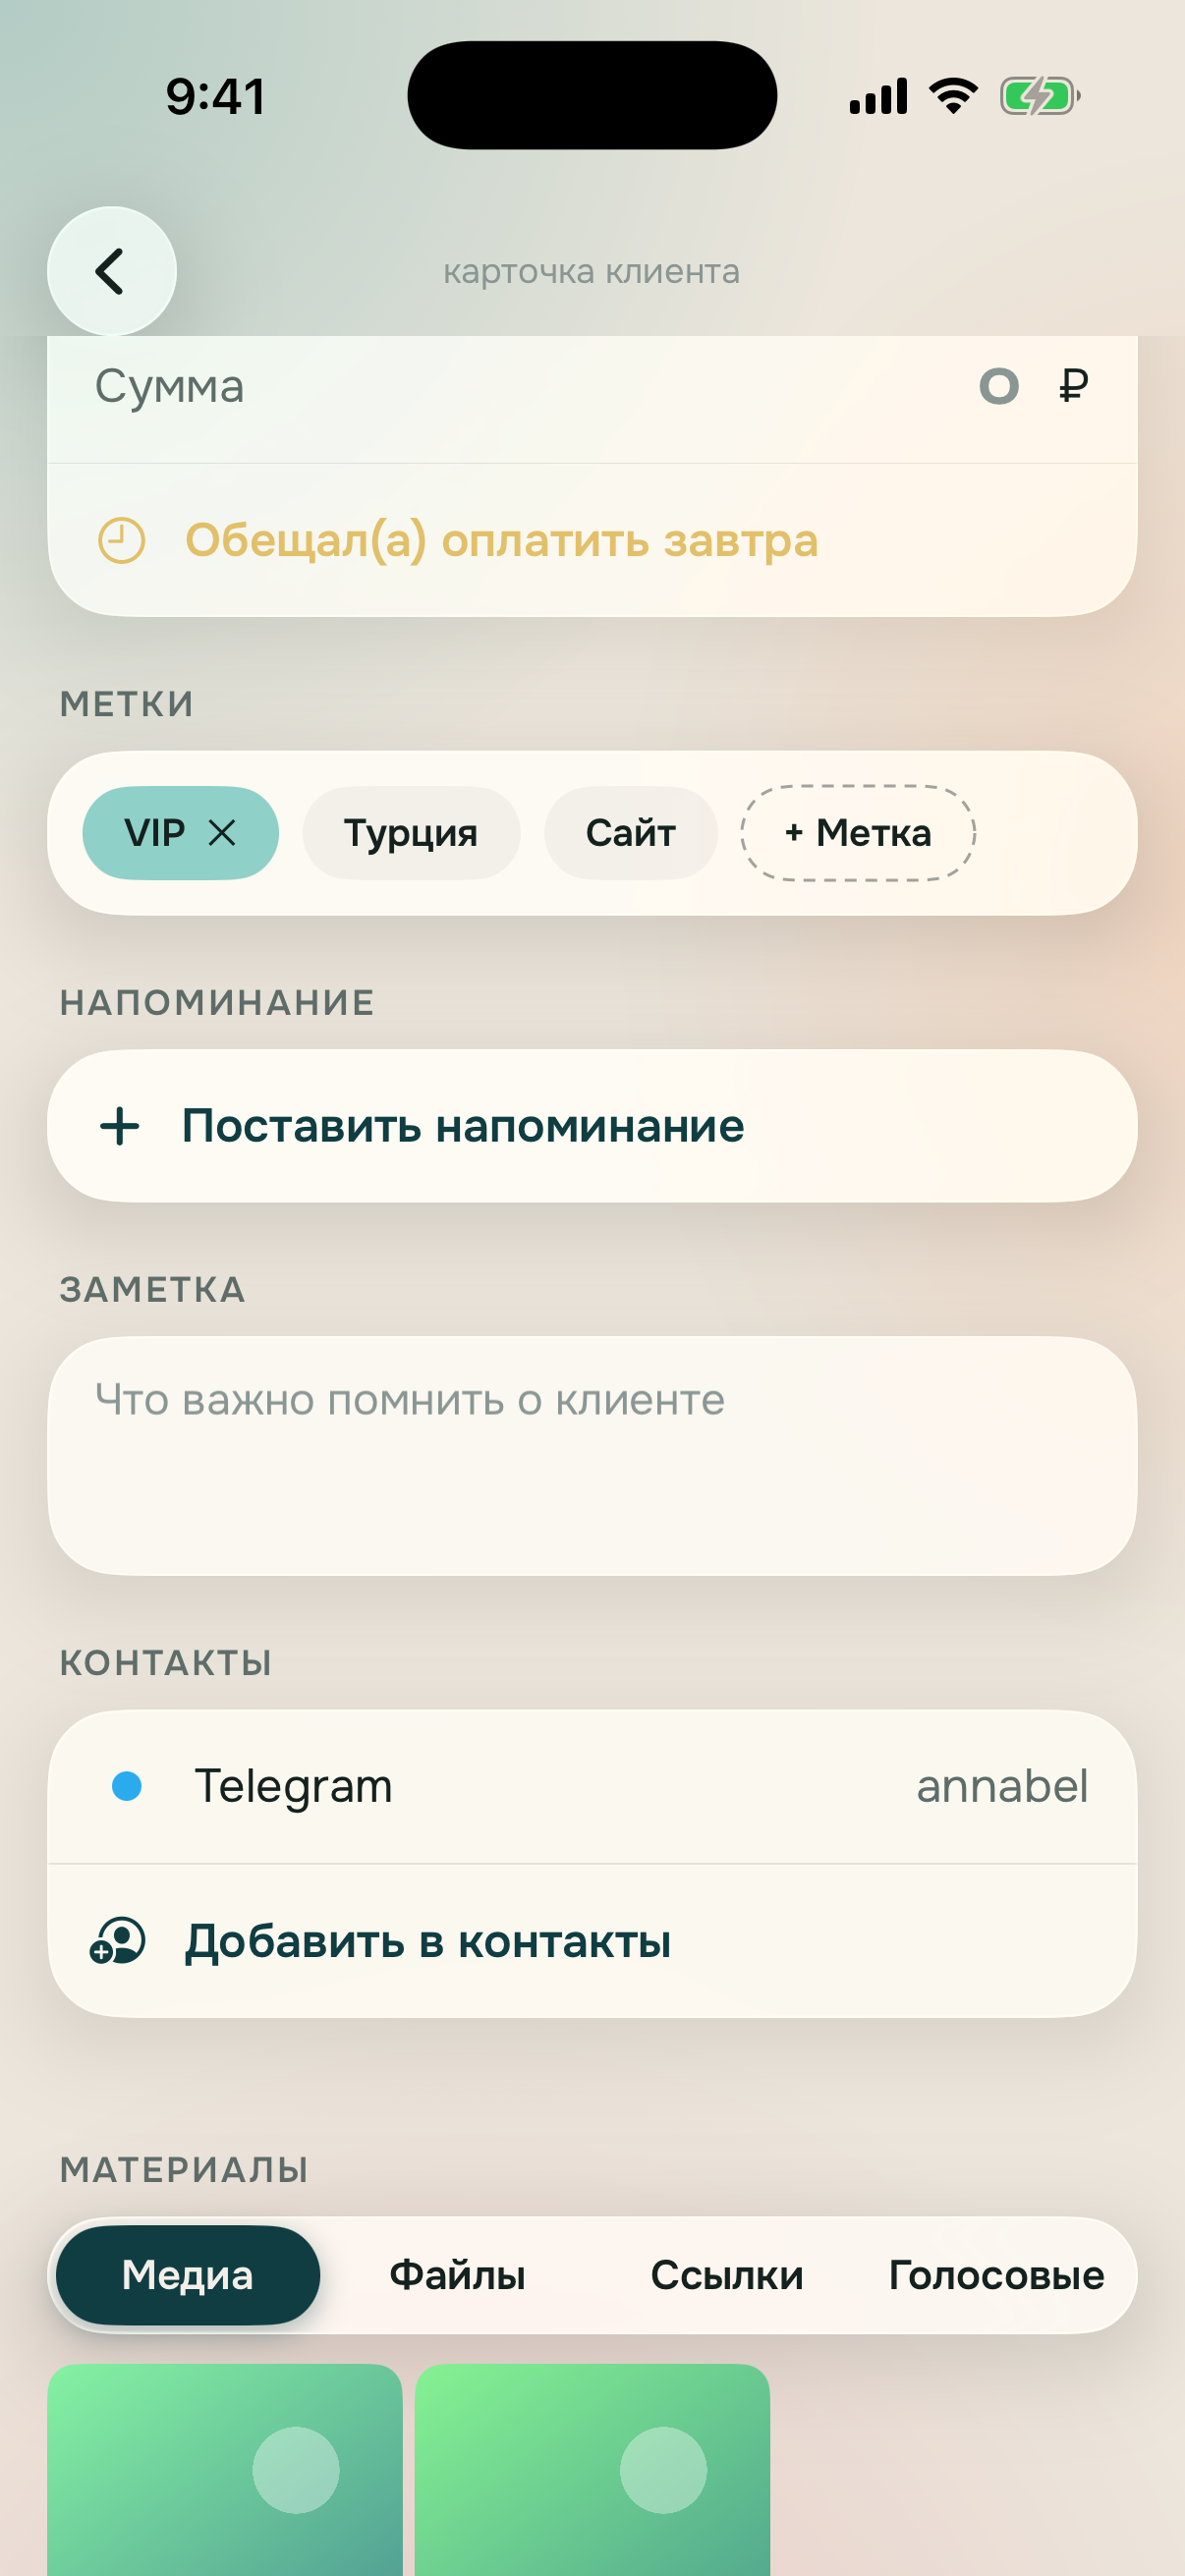 9:41
карточка клиента
Сумма 0 ₽
Обещал(а) оплатить завтра
МЕТКИ
VIP Турция Сайт + Метка
НАПОМИНАНИЕ
Поставить напоминание
ЗАМЕТКА
Что важно помнить о клиенте
КОНТАКТЫ
Telegram annabel
Добавить в контакты
МАТЕРИАЛЫ
Медиа Файлы Ссылки Голосовые